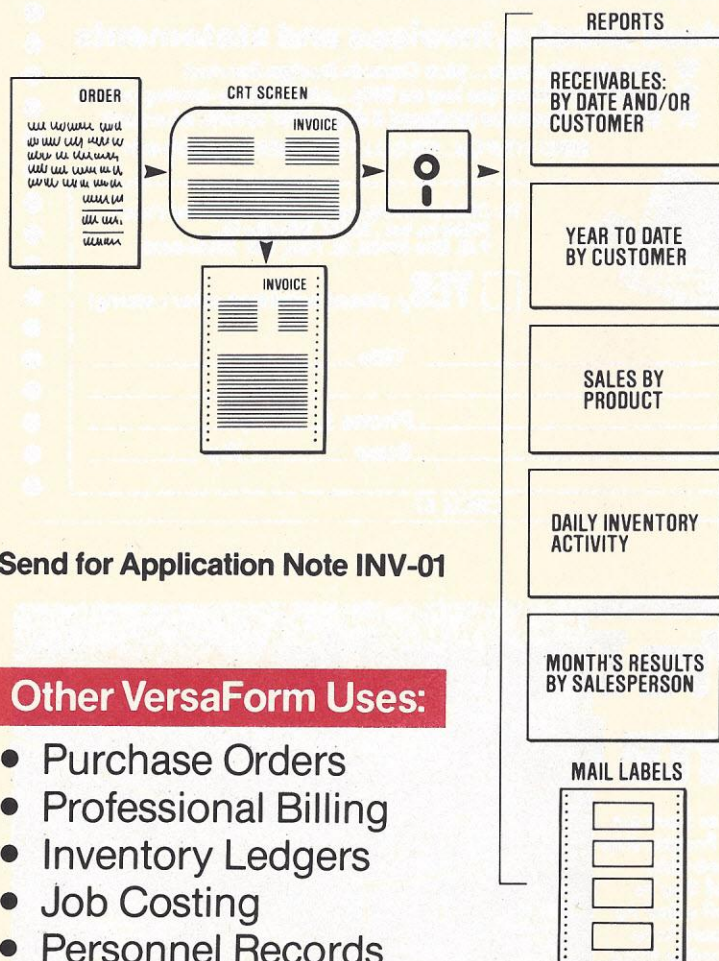 REPORTS
ORDER
CRT SCREEN
INVOICE
INVOICE
RECEIVABLES:
BY DATE AND/OR
CUSTOMER
YEAR TO DATE
BY CUSTOMER
SALES BY
PRODUCT
DAILY INVENTORY
ACTIVITY
MONTH'S RESULTS
BY SALESPERSON
MAIL LABELS
Send for Application Note INV-01
Other VersaForm Uses:
• Purchase Orders
• Professional Billing
• Inventory Ledgers
• Job Costing
• Personnel Records